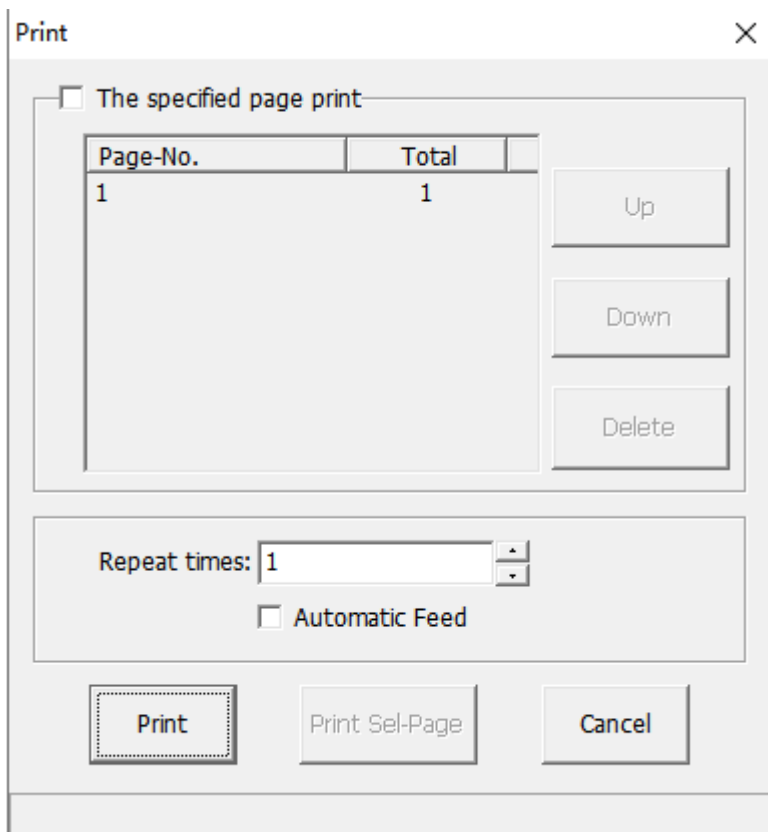 Print
The specified page print
Page-No. Total
1 1
Up
Down
Delete
Repeat times: 1
Automatic Feed
Print Print Sel-Page Cancel